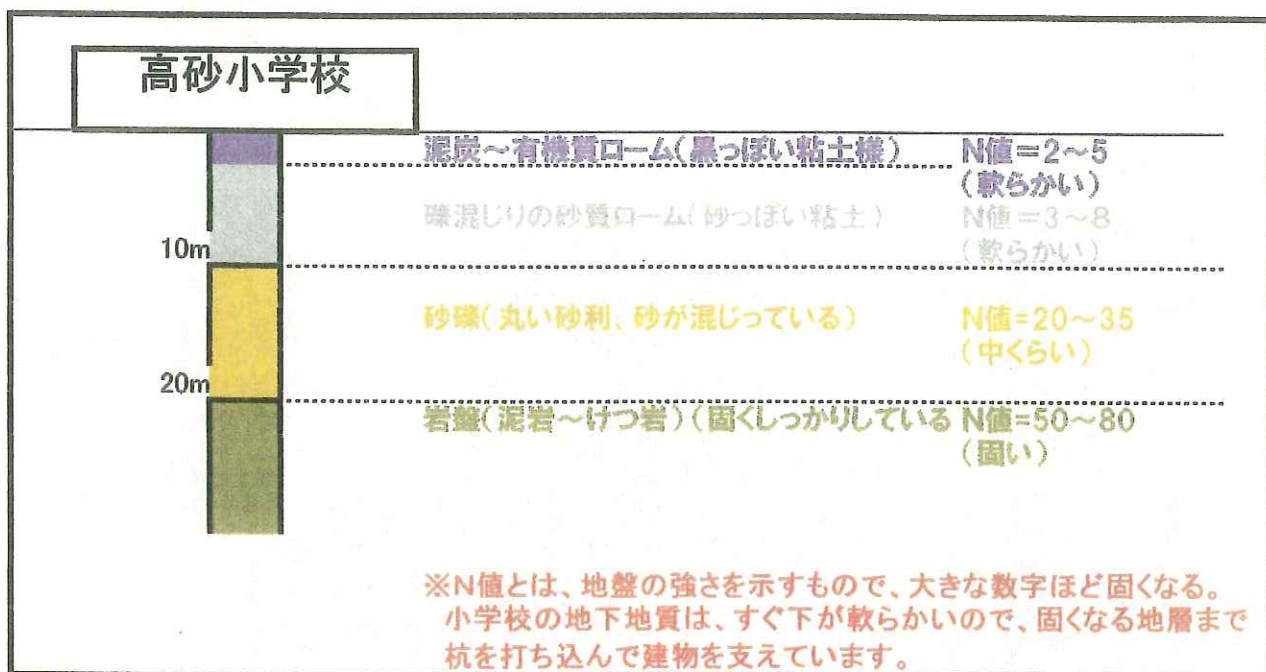 高砂小学校
泥炭～有機質ローム(黒っぽい粘土様) N値=2～5
(軟らかい)
礫混じりの砂質ローム(砂っぽい粘土) N値=3～8
(軟らかい)
10m
砂礫(丸い砂利、砂が混じっている) N値=20～35
(中くらい)
20m
岩盤(泥岩～けつ岩)(固くしっかりしている N値=50～80
(固い)
※N値とは、地盤の強さを示すもので、大きな数字ほど固くなる。
小学校の地下地質は、すぐ下が軟らかいので、固くなる地層まで
杭を打ち込んで建物を支えています。